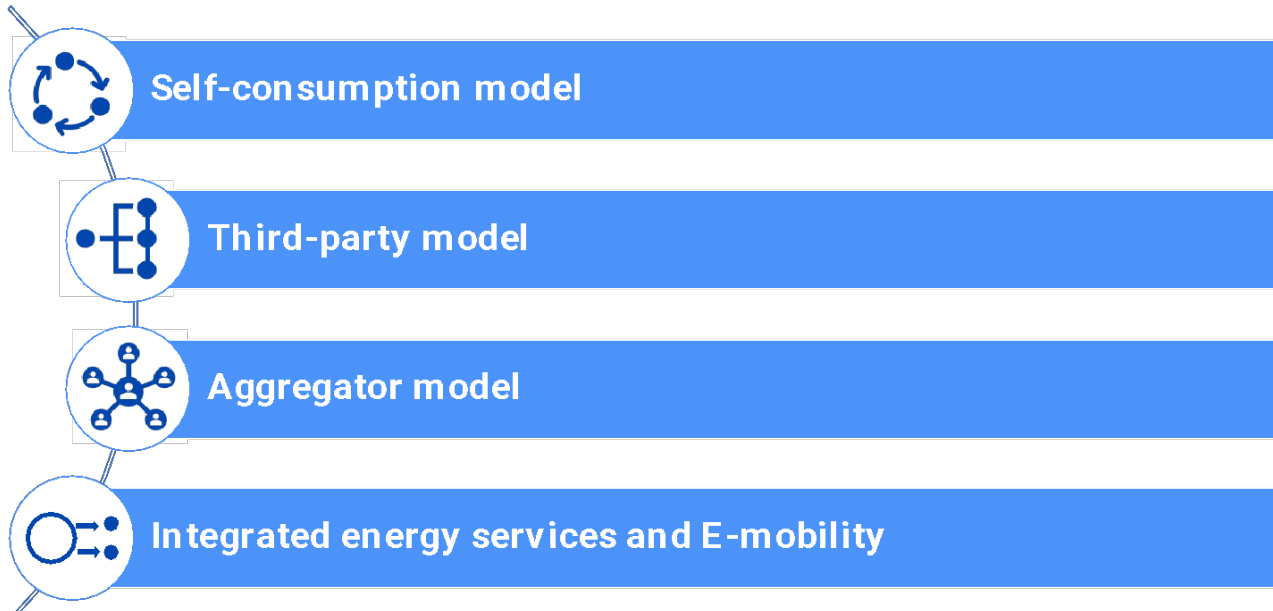 Self-consumption model
Third-party model
Aggregator model
Integrated energy services and E-mobility